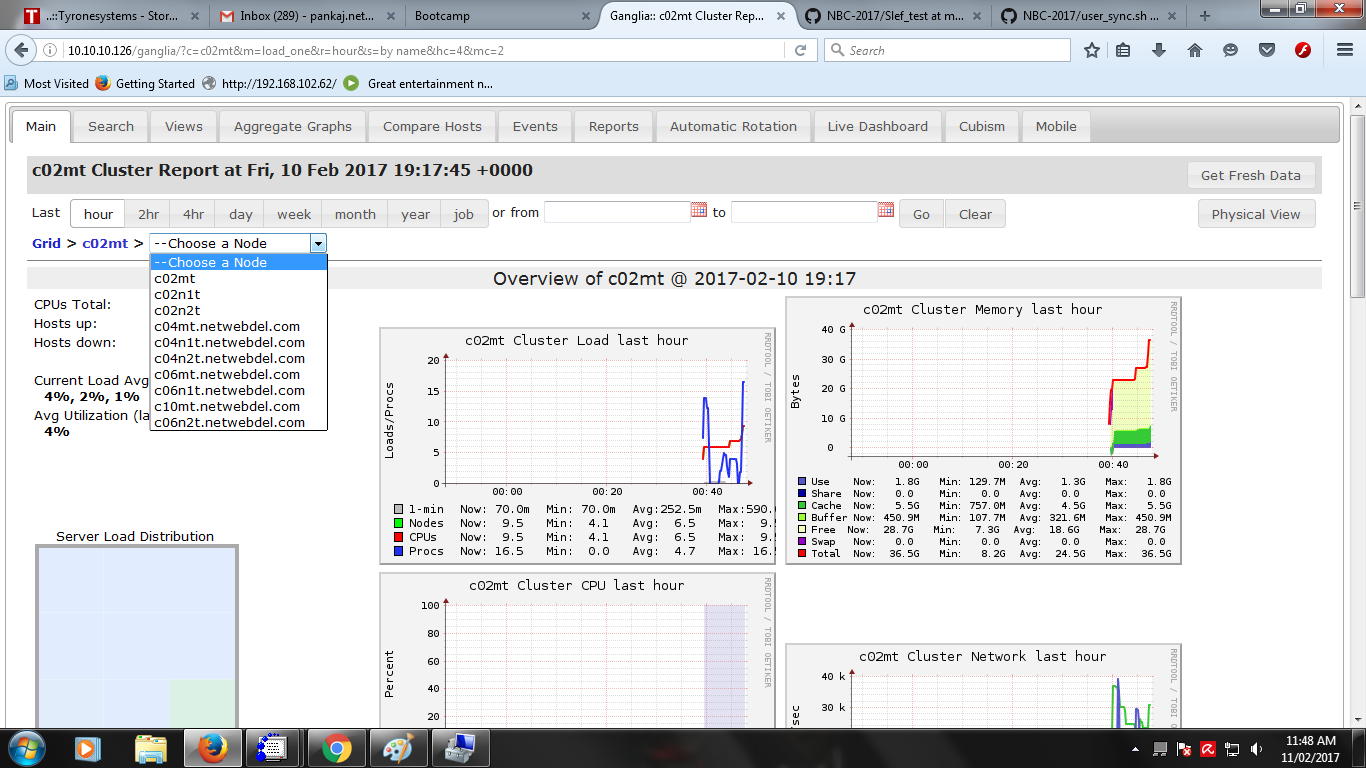 ..::Tyronesystems - Stor...
Inbox (289) - pankaj.net...
Bootcamp
Ganglia:: c02mt Cluster Rep...
NBC-2017/Slef_test at m...
NBC-2017/user_sync.sh ...
10.10.10.126/ganglia/?c=c02mt&m=load_one&r=hour&s=by name&hc=4&mc=2
Search
Most Visited Getting Started http://192.168.102.62/ Great entertainment n...
Main Search Views Aggregate Graphs Compare Hosts Events Reports Automatic Rotation Live Dashboard Cubism Mobile
c02mt Cluster Report at Fri, 10 Feb 2017 19:17:45 +0000
Get Fresh Data
Last hour 2hr 4hr day week month year job or from to Go Clear
Physical View
Grid > c02mt > --Choose a Node
--Choose a Node
c02mt
c02n1t
c02n2t
c04mt.netwebdel.com
c04n1t.netwebdel.com
c04n2t.netwebdel.com
c06mt.netwebdel.com
c06n1t.netwebdel.com
c10mt.netwebdel.com
c06n2t.netwebdel.com
Overview of c02mt @ 2017-02-10 19:17
CPUs Total:
Hosts up:
Hosts down:
Current Load Avg
4%, 2%, 1%
Avg Utilization (la
4%
Server Load Distribution
c02mt Cluster Load last hour
RRDTOOL / TOBI OETIKER
Loads/Procs
20
15
10
5
0
00:00 00:20 00:40
1-min Now: 70.0m Min: 70.0m Avg:252.5m Max:590.
Nodes Now: 9.5 Min: 4.1 Avg: 6.5 Max: 9.
CPUs Now: 9.5 Min: 4.1 Avg: 6.5 Max: 9.
Procs Now: 16.5 Min: 0.0 Avg: 4.7 Max: 16.
c02mt Cluster Memory last hour
RRDTOOL / TOBI OETIKER
Bytes
40 G
30 G
20 G
10 G
0
00:00 00:20 00:40
Use Now: 1.8G Min: 129.7M Avg: 1.3G Max: 1.8G
Share Now: 0.0 Min: 0.0 Avg: 0.0 Max: 0.0
Cache Now: 5.5G Min: 757.0M Avg: 4.5G Max: 5.5G
Buffer Now: 450.9M Min: 107.7M Avg: 321.6M Max: 450.9M
Free Now: 28.7G Min: 7.3G Avg: 18.6G Max: 28.7G
Swap Now: 0.0 Min: 0.0 Avg: 0.0 Max: 0.0
Total Now: 36.5G Min: 8.2G Avg: 24.5G Max: 36.5G
c02mt Cluster CPU last hour
RRDTOOL / TOBI OETIKER
Percent
100
80
60
40
20
c02mt Cluster Network last hour
RRDTOOL / TOBI OETIKER
sec
40 k
30 k
11:48 AM
11/02/2017